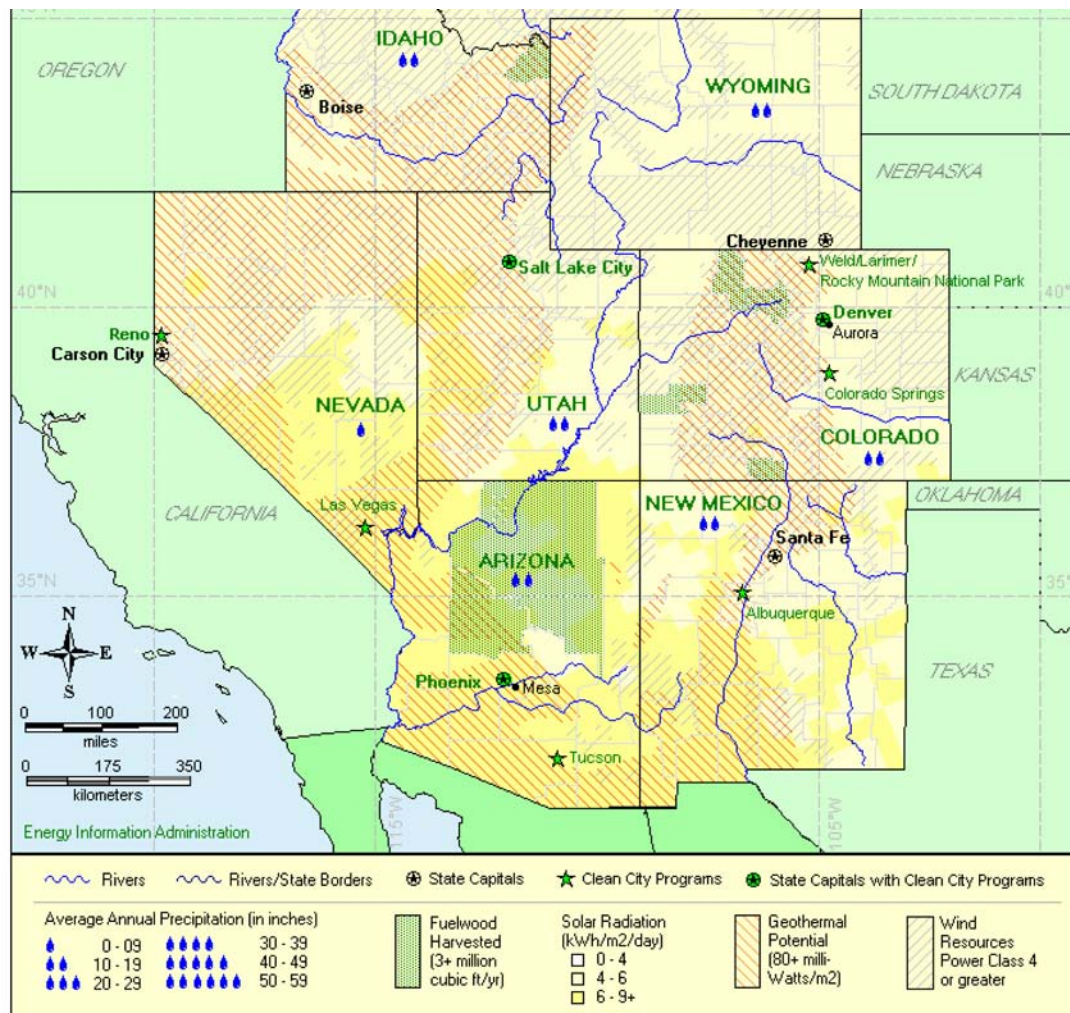 45°N
IDAHO
OREGON
WYOMING
SOUTH DAKOTA
Boise
NEBRASKA
Cheyenne
Weld/Larimer/
Rocky Mountain National Park
Salt Lake City
40°N
40°
Denver
Aurora
Reno
Carson City
KANSAS
Colorado Springs
NEVADA
UTAH
COLORADO
OKLAHOMA
Las Vegas
NEW MEXICO
CALIFORNIA
Santa Fe
ARIZONA
35°N
35°
Albuquerque
N
W E
S
TEXAS
Phoenix
Mesa
0 100 200
miles
Tucson
0 175 350
kilometers
115°W
105°W
Energy Information Administration
Rivers
Rivers/State Borders
State Capitals
Clean City Programs
State Capitals with Clean City Programs
Average Annual Precipitation (in inches)
0 - 09
10 - 19
20 - 29
30 - 39
40 - 49
50 - 59
Fuelwood
Harvested
(3+ million
cubic ft/yr)
Solar Radiation
(kWh/m2/day)
0 - 4
4 - 6
6 - 9+
Geothermal
Potential
(80+ milli-
Watts/m2)
Wind
Resources
Power Class 4
or greater